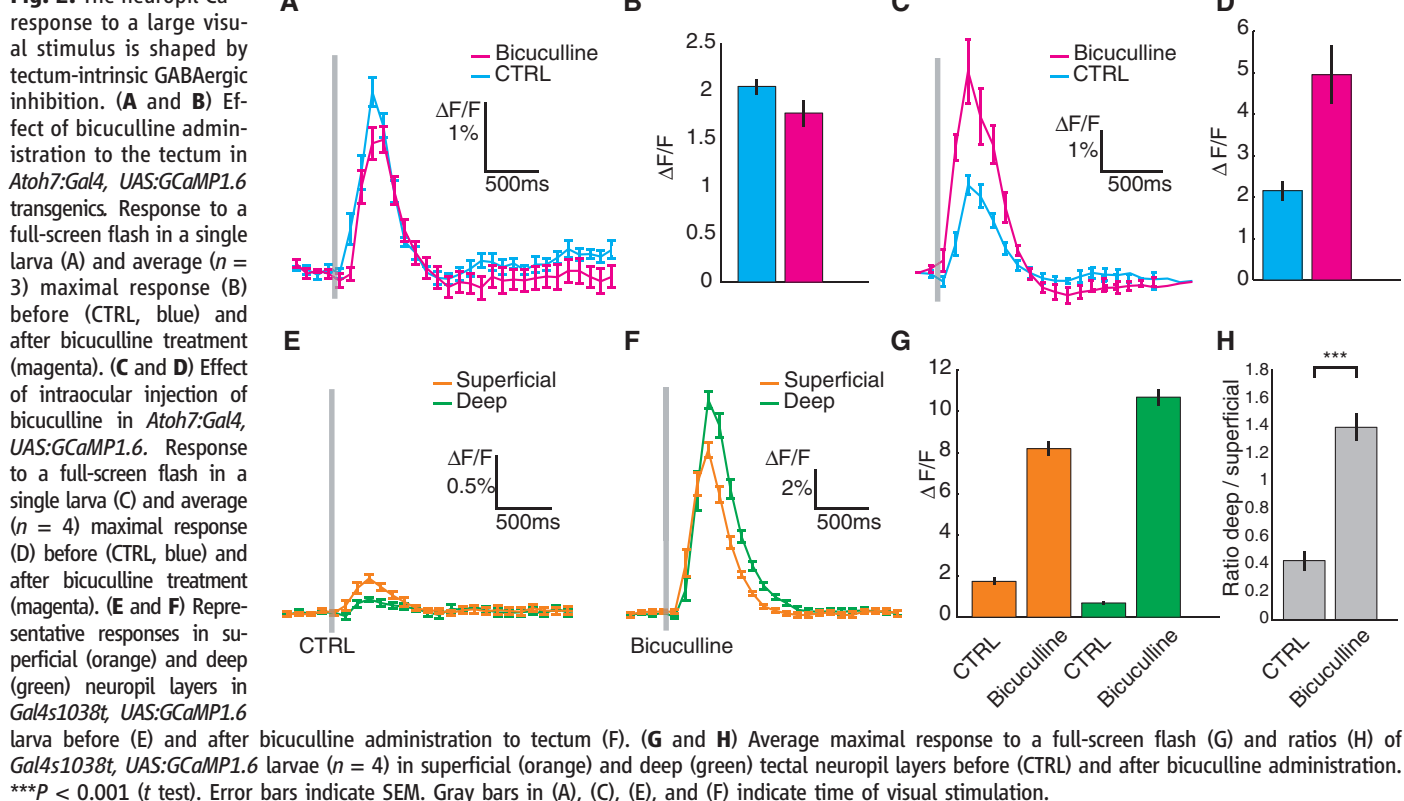 Fig. 2. The neuropil Ca
response to a large visu-
al stimulus is shaped by
tectum-intrinsic GABAergic
inhibition. (A and B) Ef-
fect of bicuculline admin-
istration to the tectum in
Atoh7:Gal4, UAS:GCaMP1.6
transgenics. Response to a
full-screen flash in a single
larva (A) and average (n =
3) maximal response (B)
before (CTRL, blue) and
after bicuculline treatment
(magenta). (C and D) Effect
of intraocular injection of
bicuculline in Atoh7:Gal4,
UAS:GCaMP1.6. Response
to a full-screen flash in a
single larva (C) and average
(n = 4) maximal response
(D) before (CTRL, blue) and
after bicuculline treatment
(magenta). (E and F) Repre-
sentative responses in su-
perficial (orange) and deep
(green) neuropil layers in
Gal4s1038t, UAS:GCaMP1.6
larva before (E) and after bicuculline administration to tectum (F). (G and H) Average maximal response to a full-screen flash (G) and ratios (H) of
Gal4s1038t, UAS:GCaMP1.6 larvae (n = 4) in superficial (orange) and deep (green) tectal neuropil layers before (CTRL) and after bicuculline administration.
***P < 0.001 (t test). Error bars indicate SEM. Gray bars in (A), (C), (E), and (F) indicate time of visual stimulation.
A
Bicuculline
CTRL
ΔF/F
1%
500ms
B
ΔF/F
2.5
2
1.5
1
0.5
0
C
Bicuculline
CTRL
ΔF/F
1%
500ms
D
ΔF/F
6
5
4
3
2
1
0
E
Superficial
Deep
ΔF/F
0.5%
500ms
CTRL
F
Superficial
Deep
ΔF/F
2%
500ms
Bicuculline
G
ΔF/F
12
10
8
6
4
2
0
CTRL
Bicuculline
CTRL
Bicuculline
H
Ratio deep / superficial
***
1.8
1.6
1.4
1.2
1
0.8
0.6
0.4
0.2
0
CTRL
Bicuculline